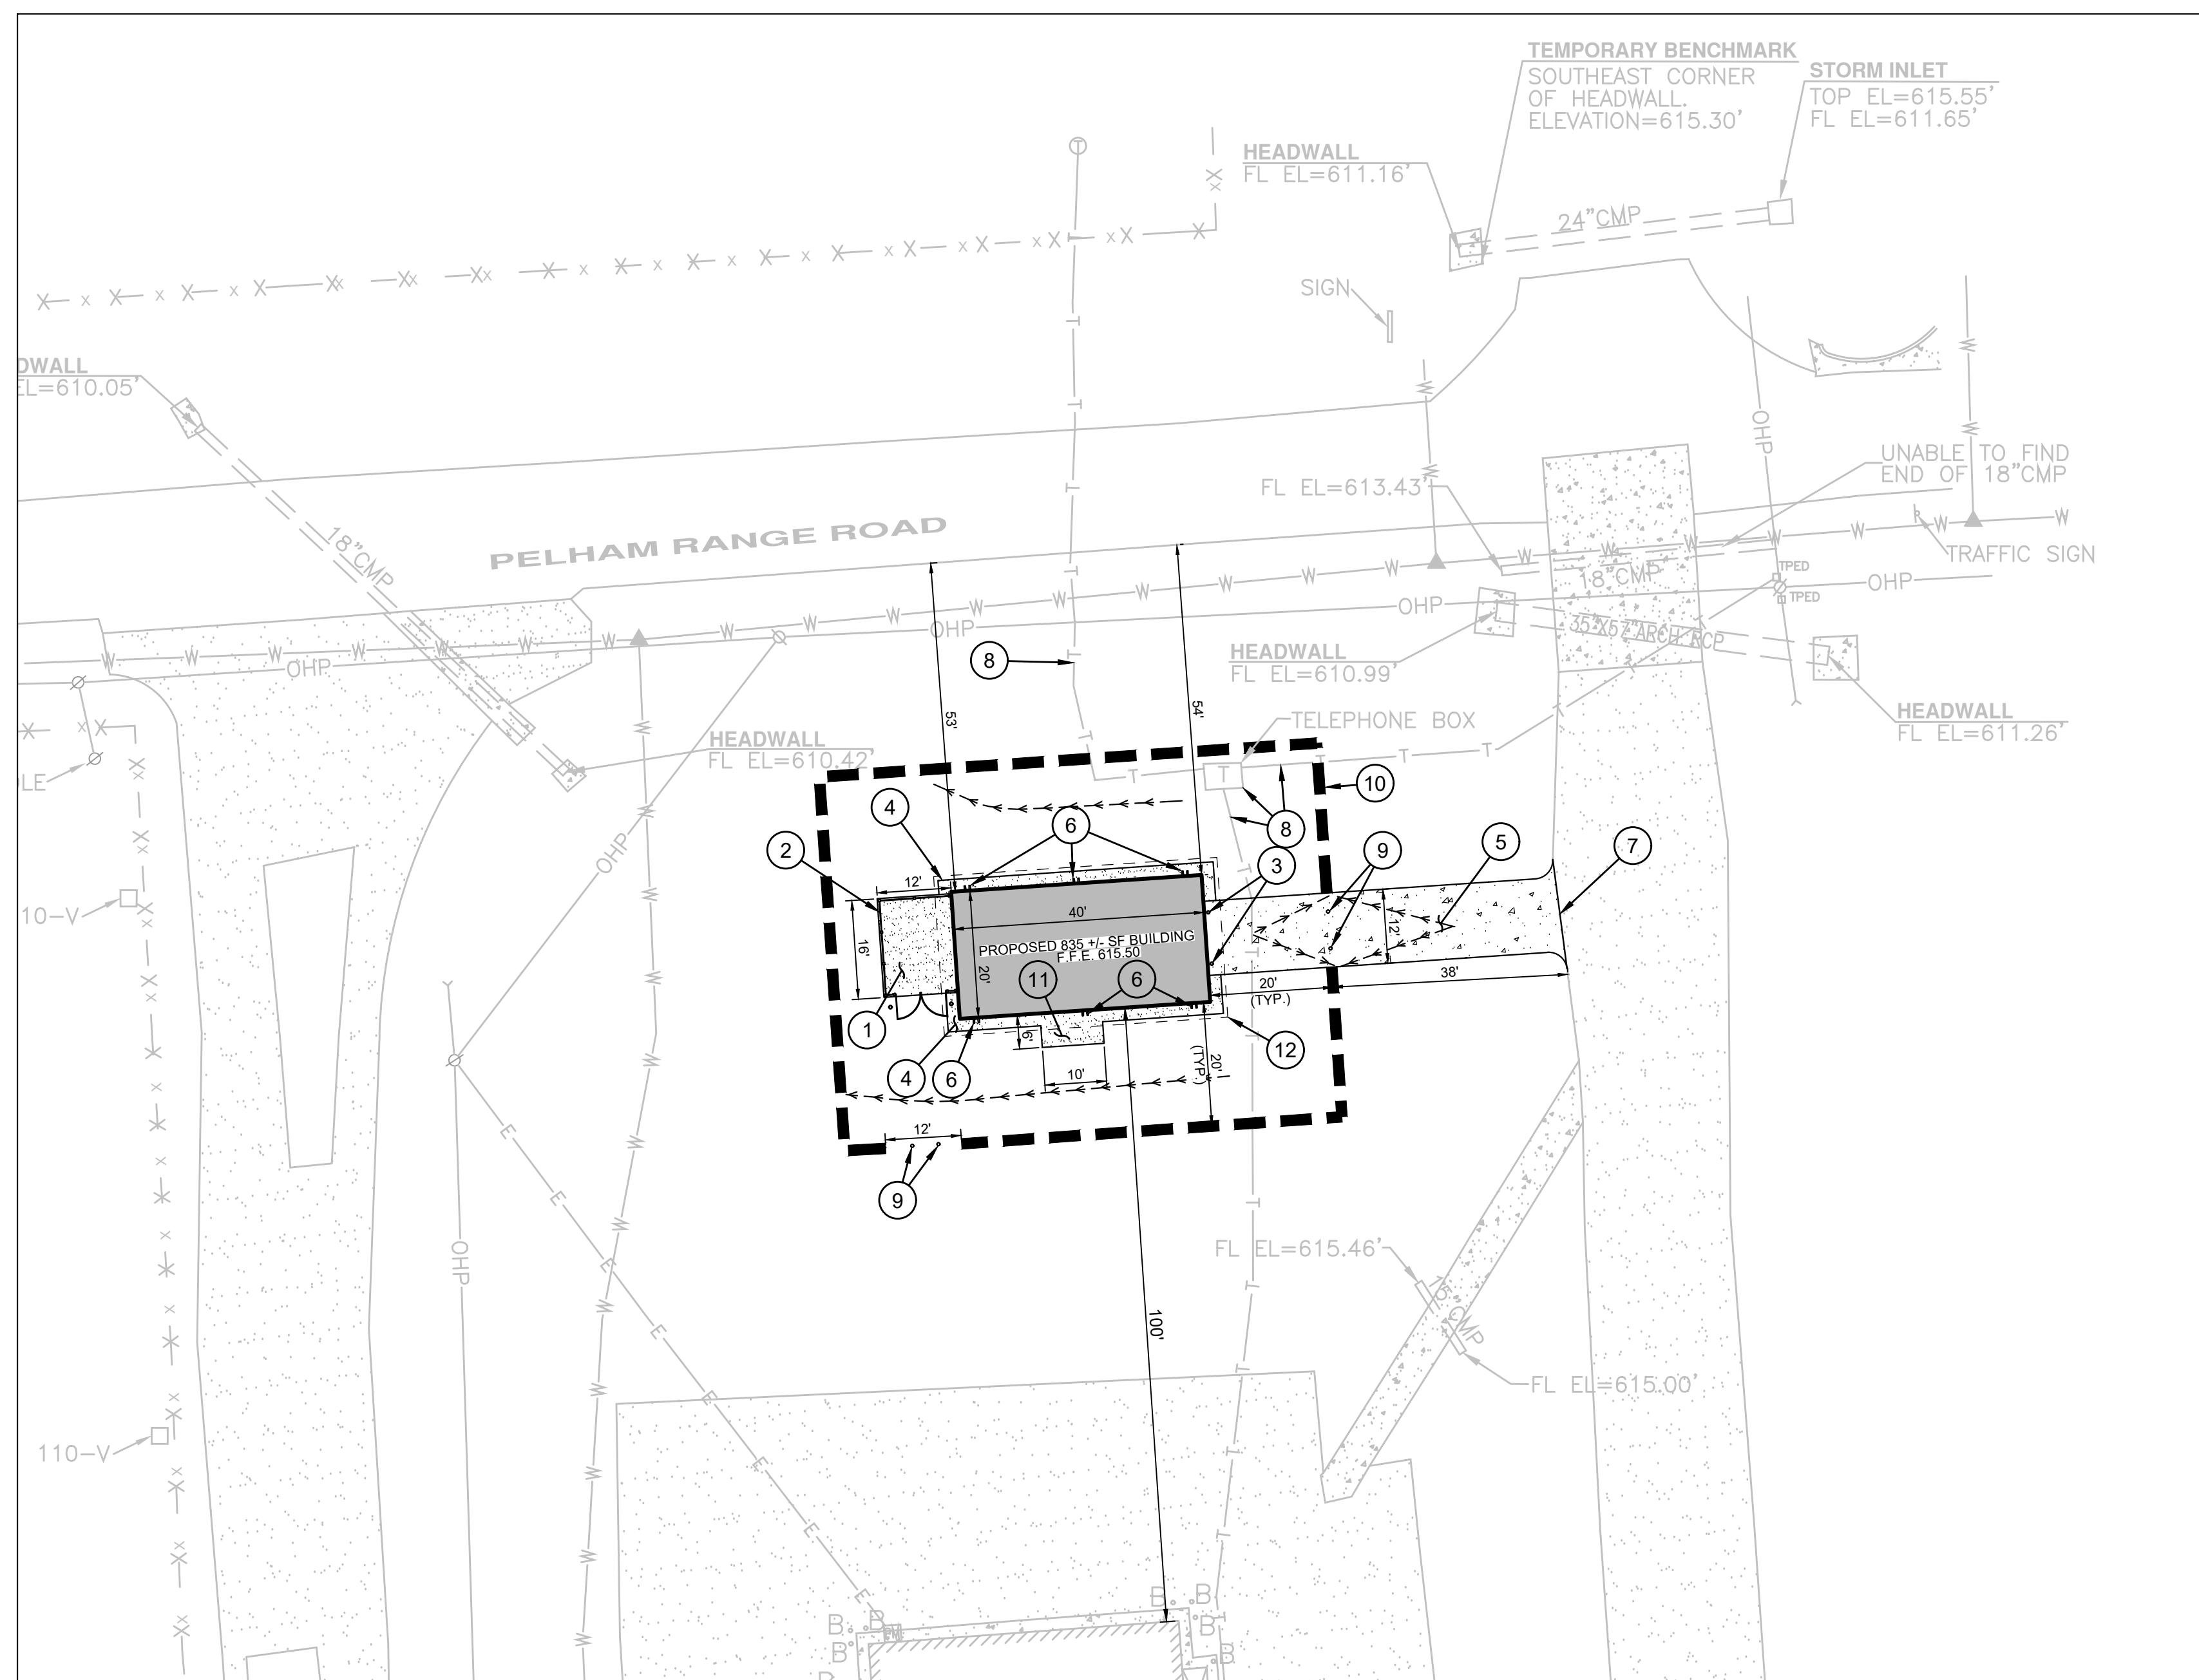 TEMPORARY BENCHMARK
SOUTHEAST CORNER
OF HEADWALL.
ELEVATION=615.30'
STORM INLET
TOP EL=615.55'
FL EL=611.65'
HEADWALL
FL EL=611.16'
24"CMP
T
SIGN
DWALL
EL=610.05'
18"CMP
PELHAM RANGE ROAD
OHP
FL EL=613.43'
UNABLE TO FIND
END OF 18"CMP
18"CMP
TRAFFIC SIGN
TPED
TPED
OHP
OHP
OHP
OHP
35"X57"ARCH RCP
HEADWALL
FL EL=610.99'
HEADWALL
FL EL=611.26'
8
53'
54'
TELEPHONE BOX
T
HEADWALL
FL EL=610.42'
LE
10
4
6
8
2
3
9
5
7
OHP
12'
40'
12'
16'
20'
PROPOSED 835 +/- SF BUILDING
F.F.E. 615.50
10-V
11
6
20'
(TYP.)
38'
1
6'
12
4
6
10'
20'
(TYP.)
12'
9
OHP
FL EL=615.46'
15"CMP
100'
FL EL=615.00'
110-V
B
B
B
B
B
B
B